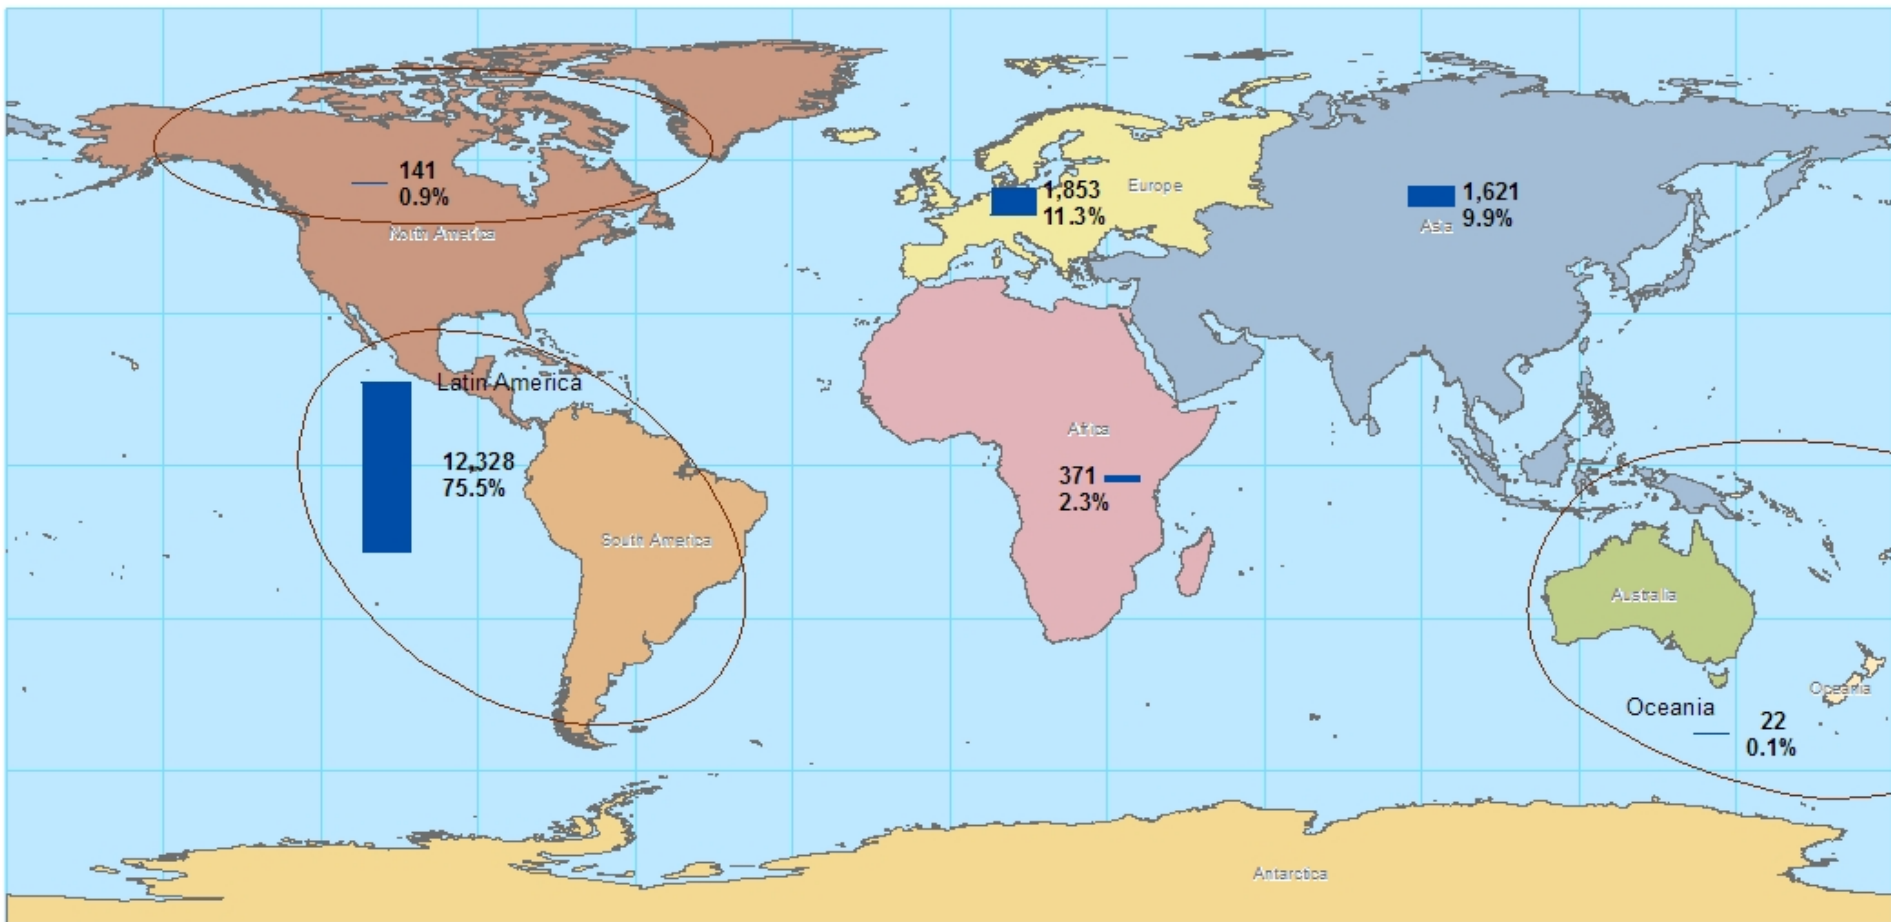 141
0.9%
North America
1,853
11.3%
Europe
1,621
9.9%
Asia
Latin America
12,328
75.5%
South America
Africa
371
2.3%
Australia
Oceania
Oceania
22
0.1%
Antarctica